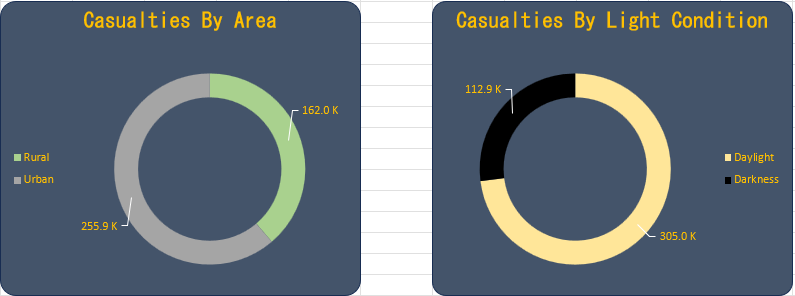 Casualties By Area
162.0 K
Rural
Urban
255.9 K
Casualties By Light Condition
112.9 K
Daylight
Darkness
305.0 K